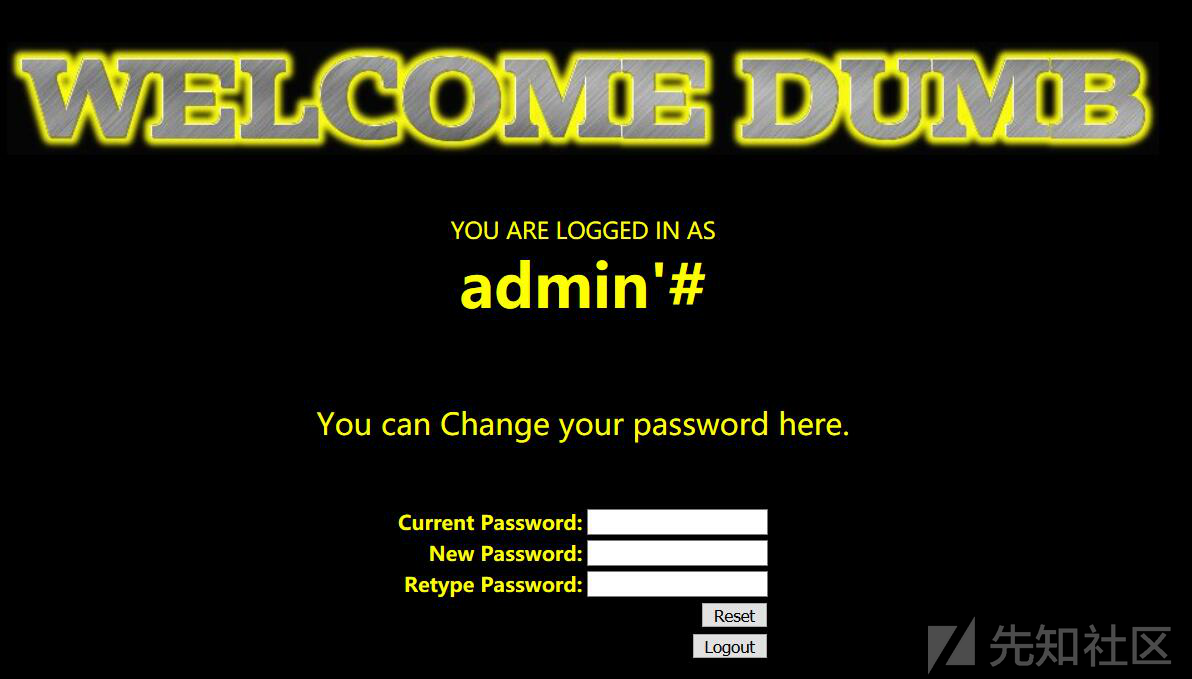 WELCOME DUMB
YOU ARE LOGGED IN AS
admin'#
You can Change your password here.
Current Password:
New Password:
Retype Password:
Reset
Logout
先知社区